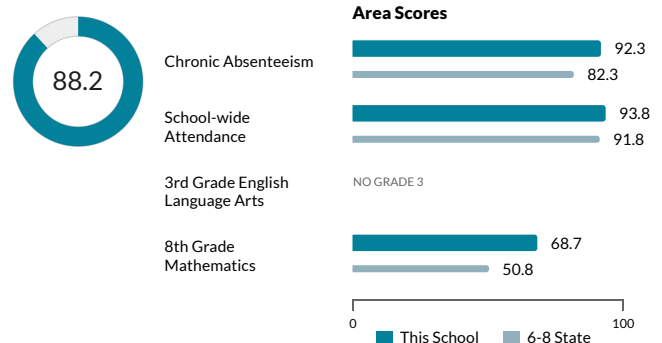 Area Scores
88.2
Chronic Absenteeism
92.3
82.3
School-wide
Attendance
93.8
91.8
3rd Grade English
Language Arts
NO GRADE 3
8th Grade
Mathematics
68.7
50.8
0
100
This School
6-8 State